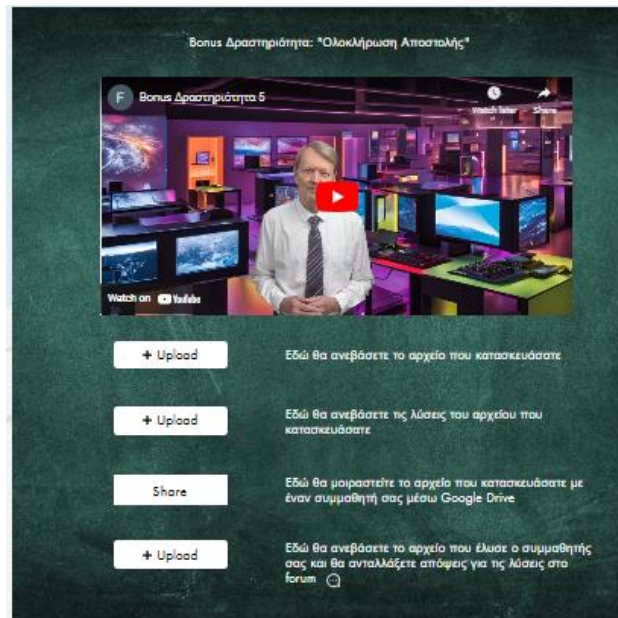 Bonus Δραστηριότητα: "Ολοκλήρωση Αποστολής"
F Bonus Δραστηριότητα 5
Watch later Share
Watch on YouTube
+ Upload Εδώ θα ανεβάσετε το αρχείο που κατασκευάσατε
+ Upload Εδώ θα ανεβάσετε τις λύσεις του αρχείου που
κατασκευάσατε
Share Εδώ θα μοιραστείτε το αρχείο που κατασκευάσατε με
έναν συμμαθητή σας μέσω Google Drive
+ Upload Εδώ θα ανεβάσετε το αρχείο που έλυσε ο συμμαθητής
σας και θα ανταλλάξετε απόψεις για τις λύσεις στο
forum